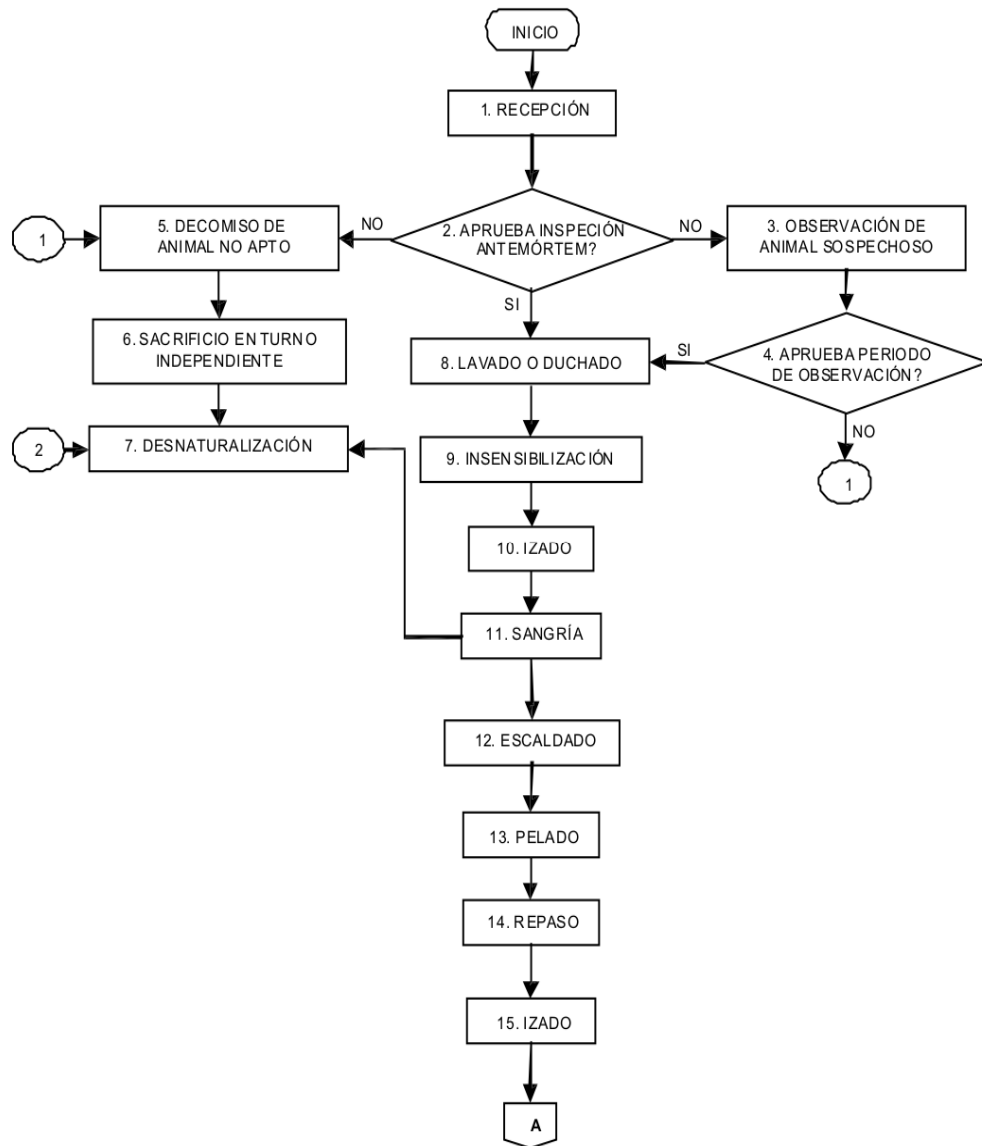 INICIO
1. RECEPCIÓN
1
5. DECOMISO DE
ANIMAL NO APTO
NO
2. APRUEBA INSPECIÓN
ANTEMÓRTEM?
NO
3. OBSERVACIÓN DE
ANIMAL SOSPECHOSO
SI
6. SACRIFICIO EN TURNO
INDEPENDIENTE
8. LAVADO O DUCHADO
SI
4. APRUEBA PERIODO
DE OBSERVACIÓN?
NO
2
7. DESNATURALIZACIÓN
9. INSENSIBILIZACIÓN
1
10. IZADO
11. SANGRÍA
12. ESCALDADO
13. PELADO
14. REPASO
15. IZADO
A